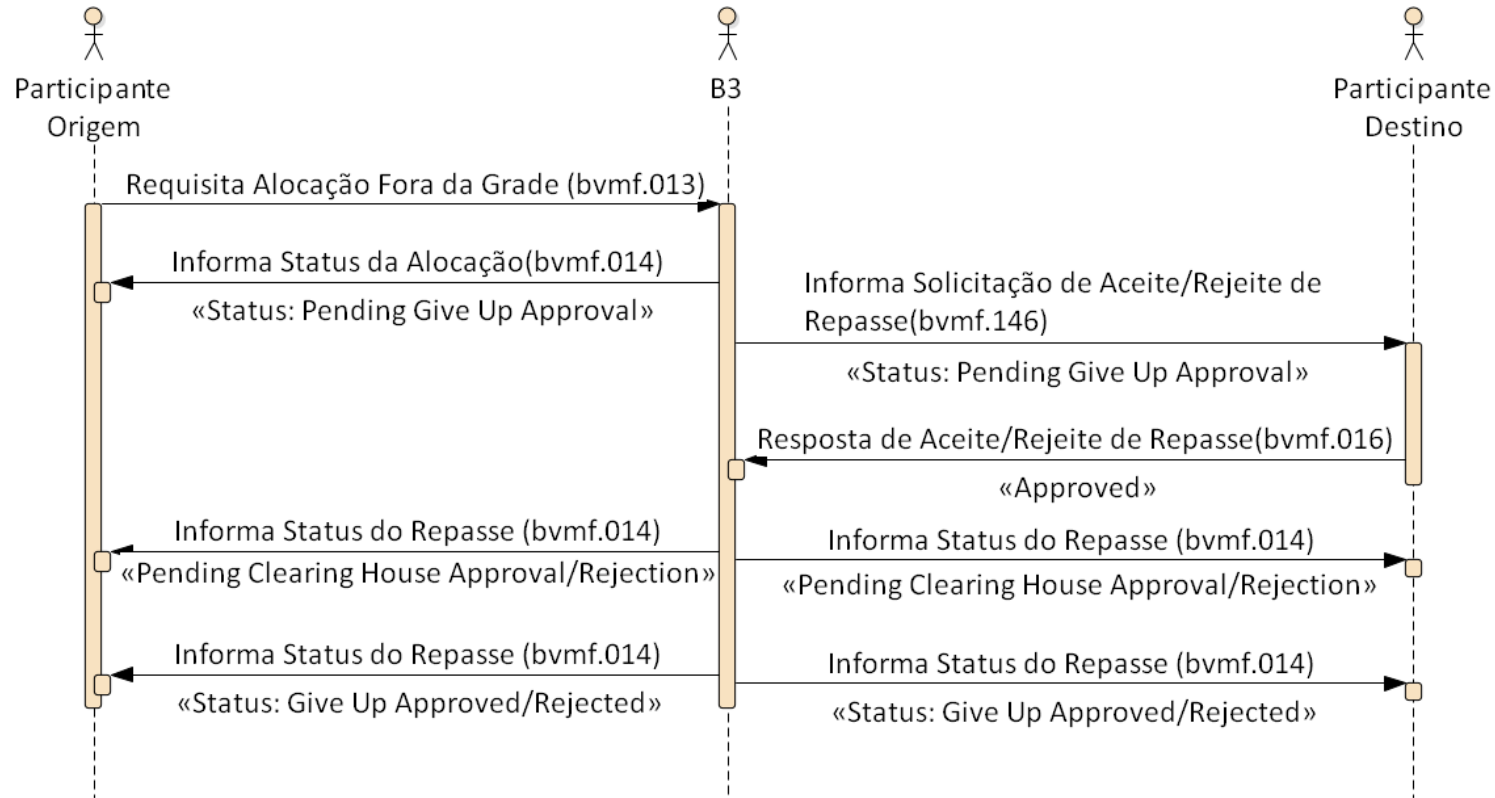 Participante
Origem
B3
Participante
Destino
Requisita Alocação Fora da Grade (bvmf.013)
Informa Status da Alocação(bvmf.014)
«Status: Pending Give Up Approval»
Informa Solicitação de Aceite/Rejeite de
Repasse(bvmf.146)
«Status: Pending Give Up Approval»
Resposta de Aceite/Rejeite de Repasse(bvmf.016)
«Approved»
Informa Status do Repasse (bvmf.014)
«Pending Clearing House Approval/Rejection»
Informa Status do Repasse (bvmf.014)
«Pending Clearing House Approval/Rejection»
Informa Status do Repasse (bvmf.014)
«Status: Give Up Approved/Rejected»
Informa Status do Repasse (bvmf.014)
«Status: Give Up Approved/Rejected»